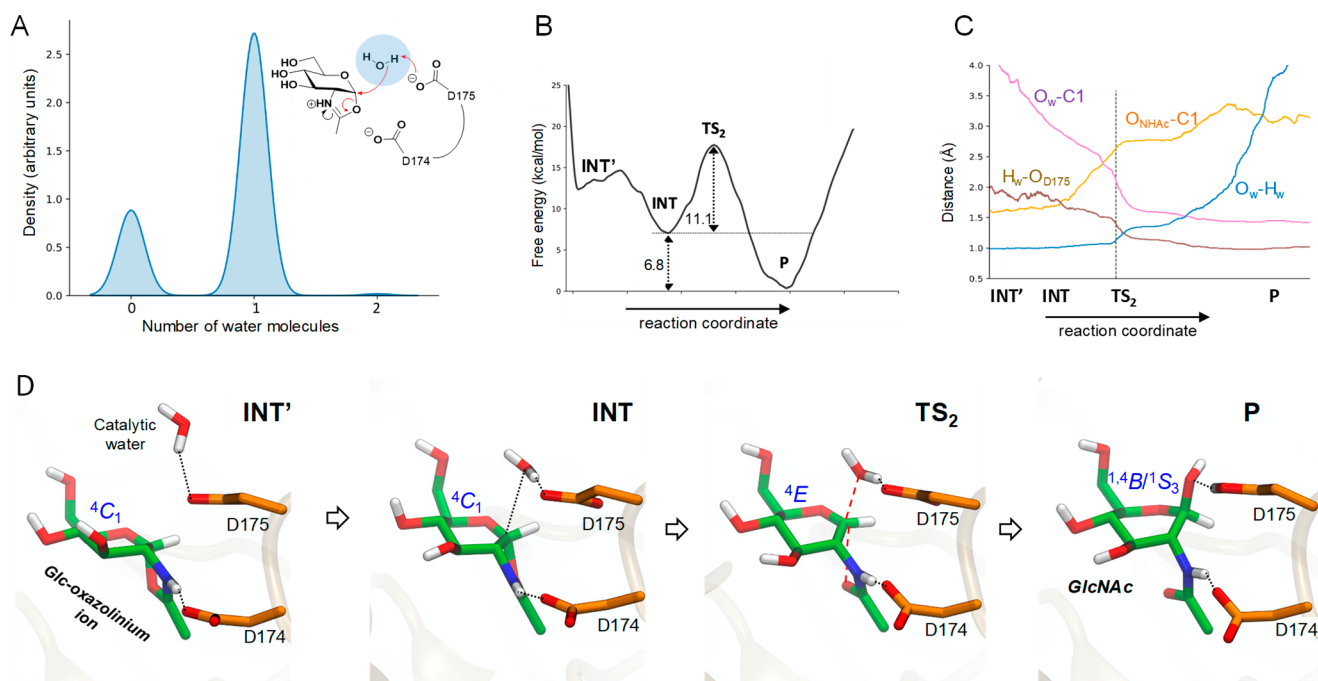 A
Density (arbitrary units)
2.5
2.0
1.5
1.0
0.5
0.0
0
1
2
Number of water molecules
HO
HO
HO
⊕NH
O
O
H O H
⊖O
O
D175
⊖O
O
D174
B
Free energy (kcal/mol)
25
20
15
10
5
0
INT’
INT
TS2
P
11.1
6.8
reaction coordinate
C
Distance (Å)
4.0
3.5
3.0
2.5
2.0
1.5
1.0
0.5
Ow-C1
ONHAc-C1
Hw-OD175
Ow-Hw
INT’ INT TS2 P
reaction coordinate
D
INT’
Catalytic
water
4C1
D175
Glc-oxazolinium
ion
D174
INT
4C1
D175
D174
TS2
4E
D175
D174
P
1,4B/1S3
D175
GlcNAc
D174